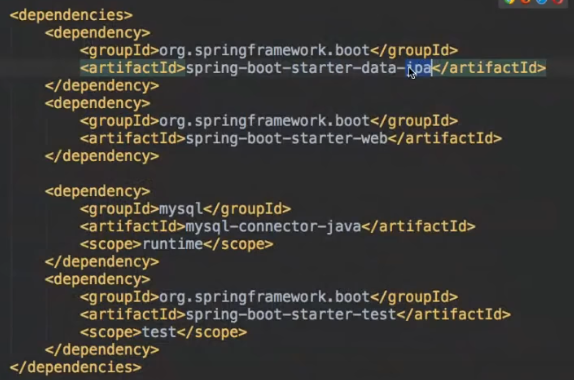 <dependencies>
<dependency>
<groupId>org.springframework.boot</groupId>
<artifactId>spring-boot-starter-data-jpa</artifactId>
</dependency>
<dependency>
<groupId>org.springframework.boot</groupId>
<artifactId>spring-boot-starter-web</artifactId>
</dependency>
<dependency>
<groupId>mysql</groupId>
<artifactId>mysql-connector-java</artifactId>
<scope>runtime</scope>
</dependency>
<dependency>
<groupId>org.springframework.boot</groupId>
<artifactId>spring-boot-starter-test</artifactId>
<scope>test</scope>
</dependency>
</dependencies>